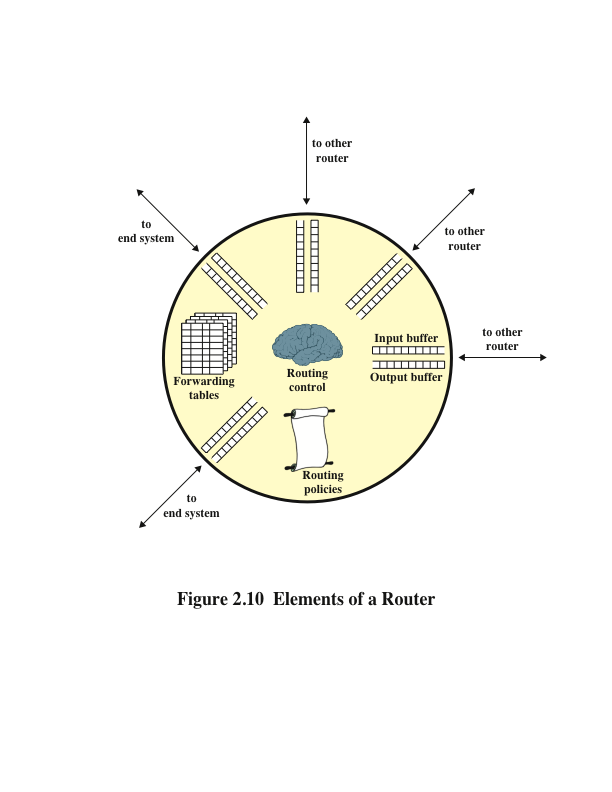 to other
router
to
end system
to other
router
to other
router
Input buffer
Output buffer
Routing
control
Forwarding
tables
Routing
policies
to
end system
Figure 2.10 Elements of a Router